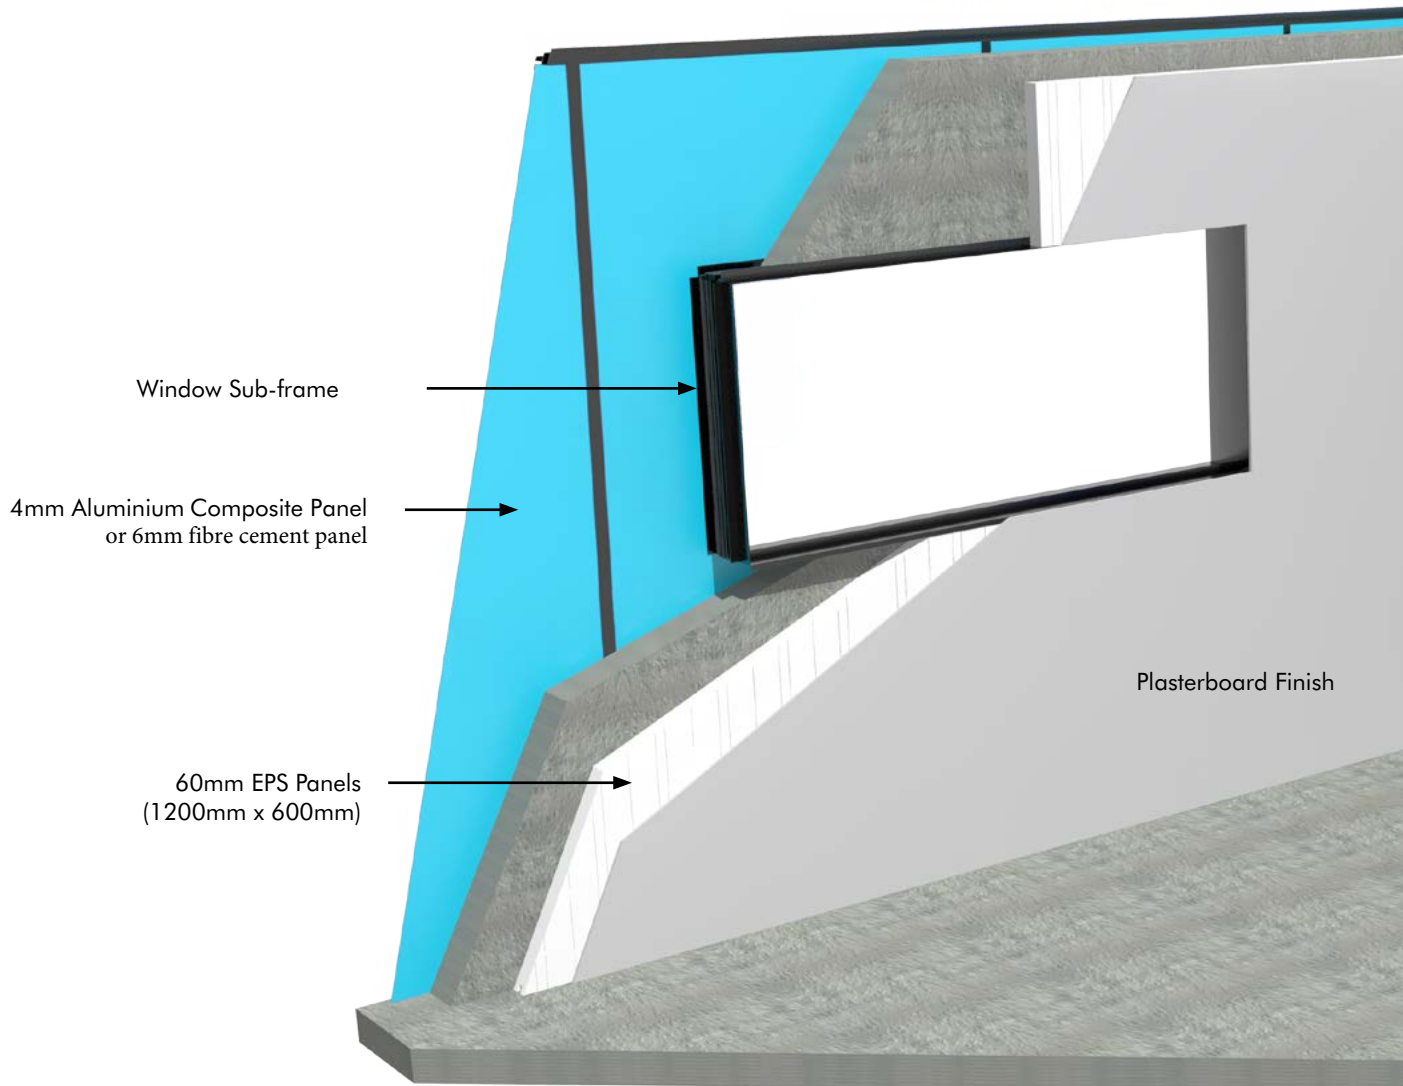 Window Sub-frame
4mm Aluminium Composite Panel
or 6mm fibre cement panel
Plasterboard Finish
60mm EPS Panels
(1200mm x 600mm)